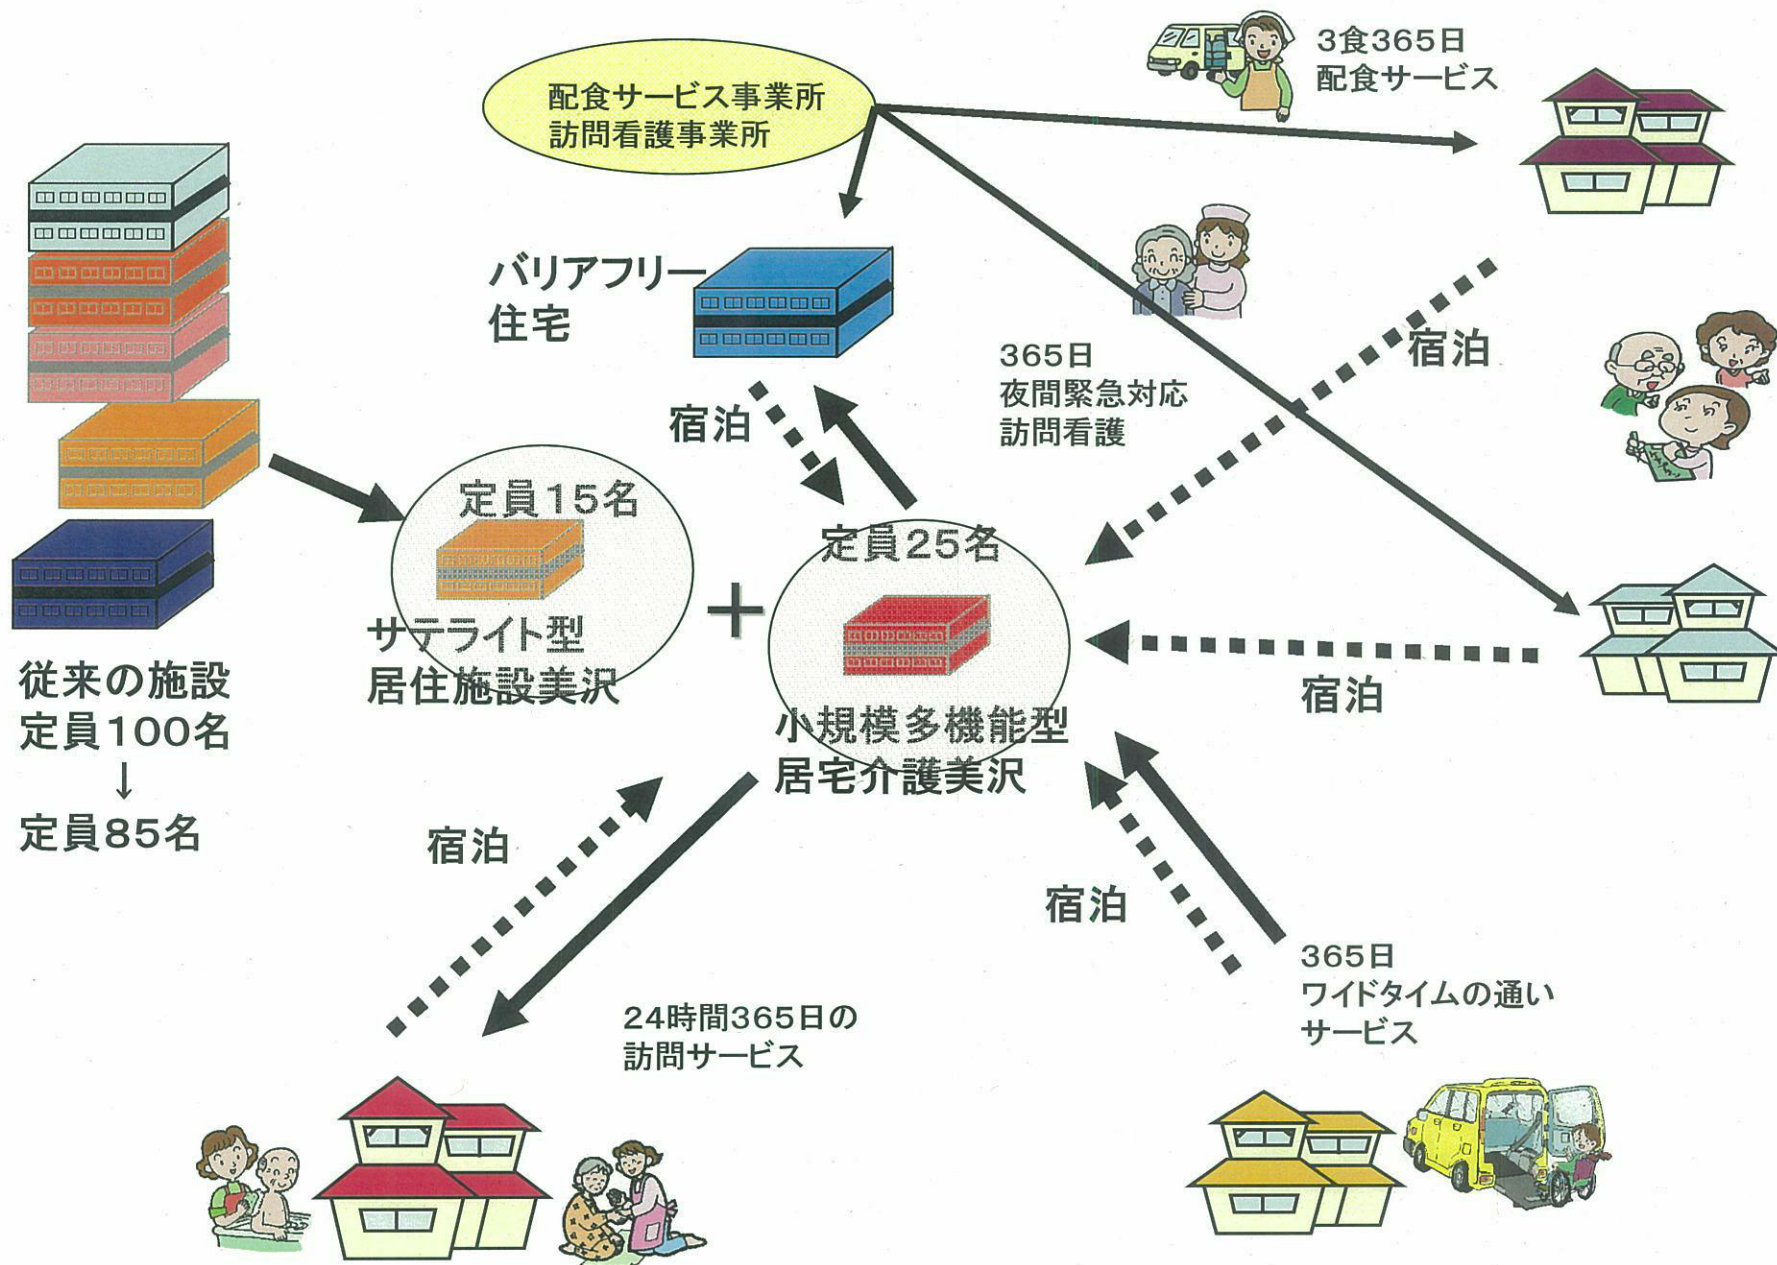 3食365日
配食サービス
配食サービス事業所
訪問看護事業所
バリアフリー
住宅
宿泊
365日
夜間緊急対応
訪問看護
宿泊
定員15名
サテライト型
居住施設美沢
+
定員25名
小規模多機能型
居宅介護美沢
宿泊
従来の施設
定員100名
↓
定員85名
宿泊
宿泊
24時間365日の
訪問サービス
365日
ワイドタイムの通い
サービス